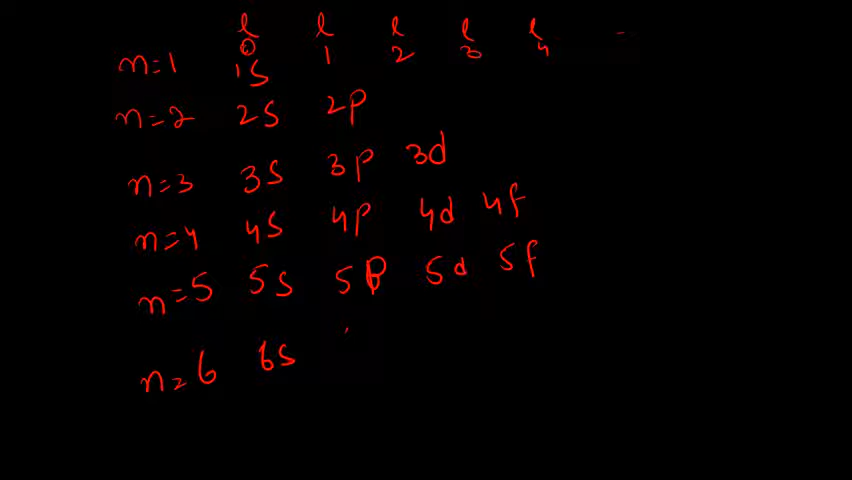 l l l l l
0 1 2 3 4
n=1 1s
n=2 2s 2p
n=3 3s 3p 3d
n=4 4s 4p 4d 4f
n=5 5s 5p 5d 5f
n=6 6s